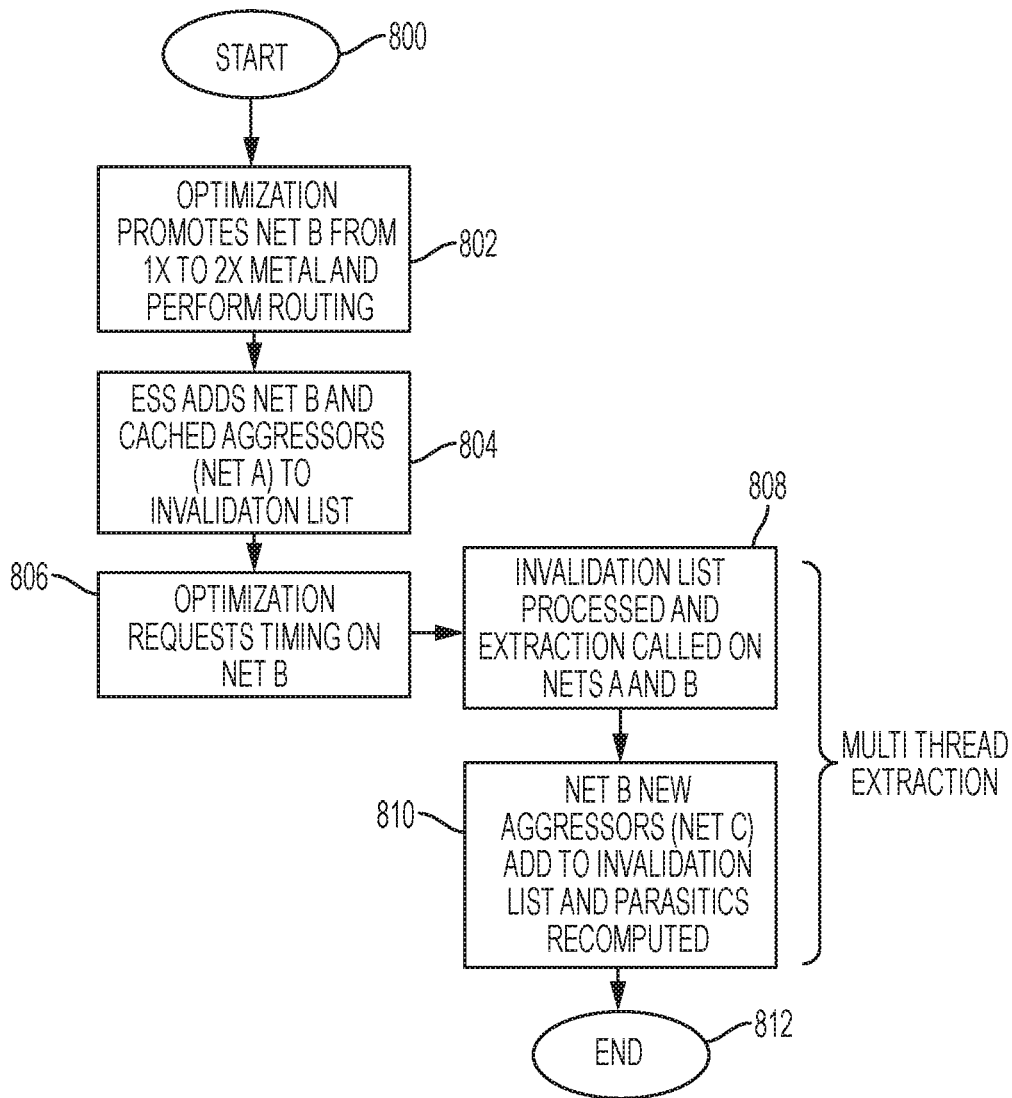 START
800
OPTIMIZATION
PROMOTES NET B FROM
1X TO 2X METAL AND
PERFORM ROUTING
802
ESS ADDS NET B AND
CACHED AGGRESSORS
(NET A) TO
INVALIDATON LIST
804
806
OPTIMIZATION
REQUESTS TIMING ON
NET B
808
INVALIDATION LIST
PROCESSED AND
EXTRACTION CALLED ON
NETS A AND B
MULTI THREAD
EXTRACTION
810
NET B NEW
AGGRESSORS (NET C)
ADD TO INVALIDATION
LIST AND PARASITICS
RECOMPUTED
END
812